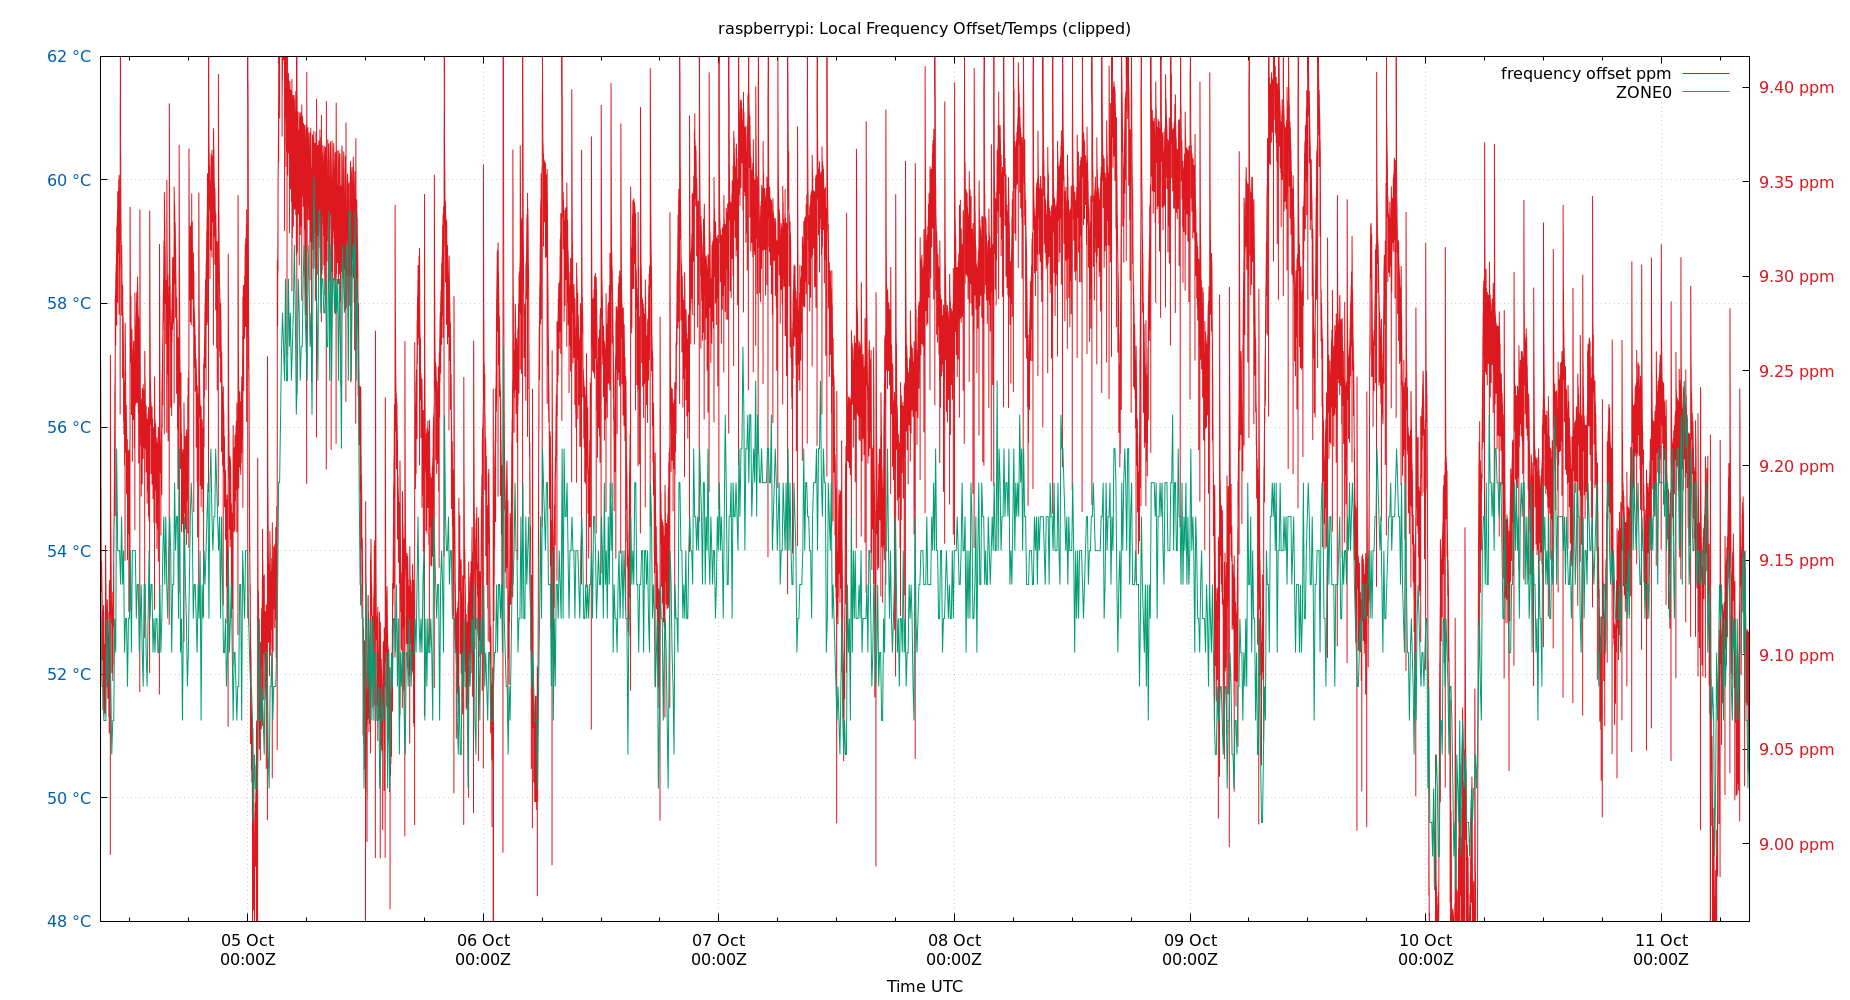 raspberrypi: Local Frequency Offset/Temps (clipped)
62 °C
60 °C
58 °C
56 °C
54 °C
52 °C
50 °C
48 °C
frequency offset ppm
ZONE0
9.40 ppm
9.35 ppm
9.30 ppm
9.25 ppm
9.20 ppm
9.15 ppm
9.10 ppm
9.05 ppm
9.00 ppm
05 Oct 06 Oct 07 Oct 08 Oct 09 Oct 10 Oct 11 Oct
00:00Z 00:00Z 00:00Z 00:00Z 00:00Z 00:00Z 00:00Z
Time UTC